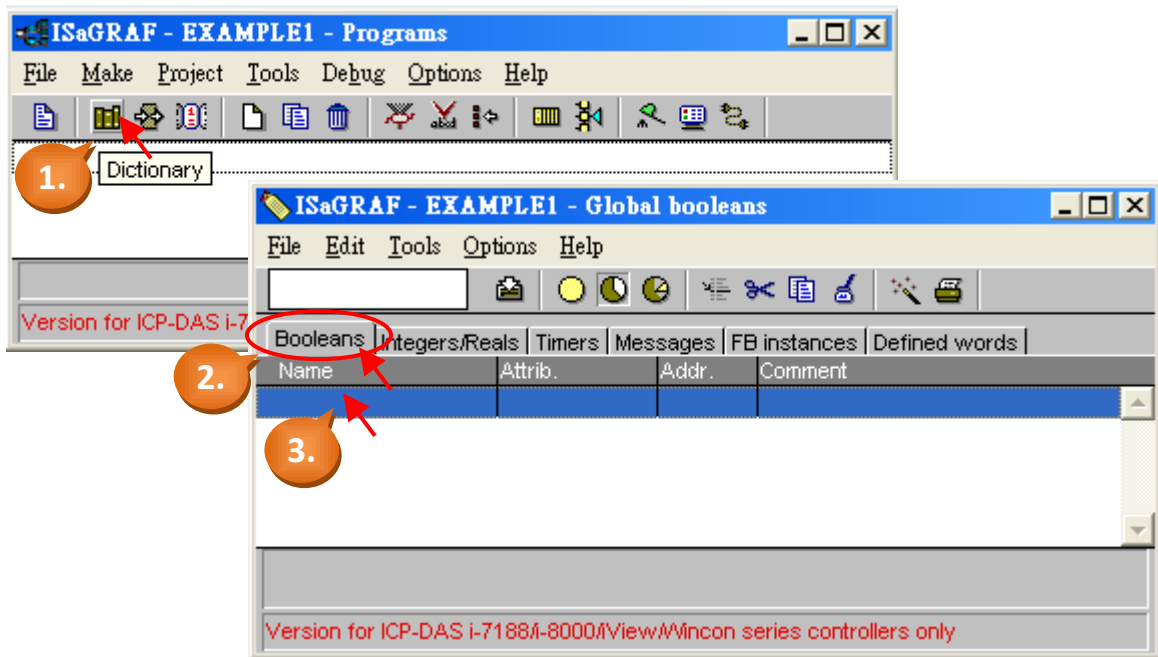 ISaGRAF - EXAMPLE1 - Programs
File Make Project Tools Debug Options Help
1.
Dictionary
Version for ICP-DAS i-7
ISaGRAF - EXAMPLE1 - Global booleans
File Edit Tools Options Help
Booleans Integers/Reals Timers Messages FB instances Defined words
2.
Name Attrib. Addr. Comment
3.
Version for ICP-DAS i-7188/i-8000/iView/Wincon series controllers only